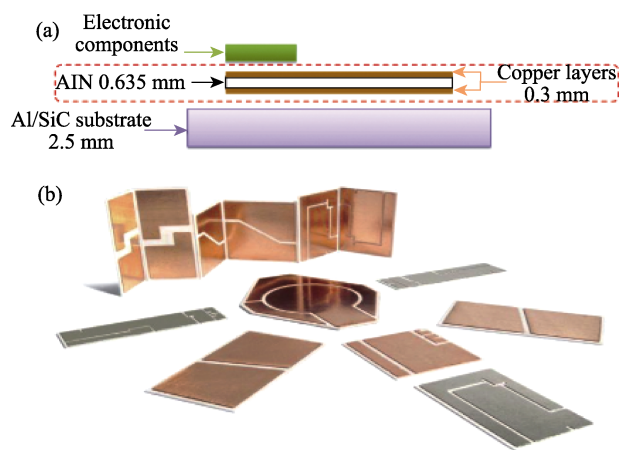 (a)
Electronic
components
AlN 0.635 mm
Copper layers
0.3 mm
Al/SiC substrate
2.5 mm
(b)